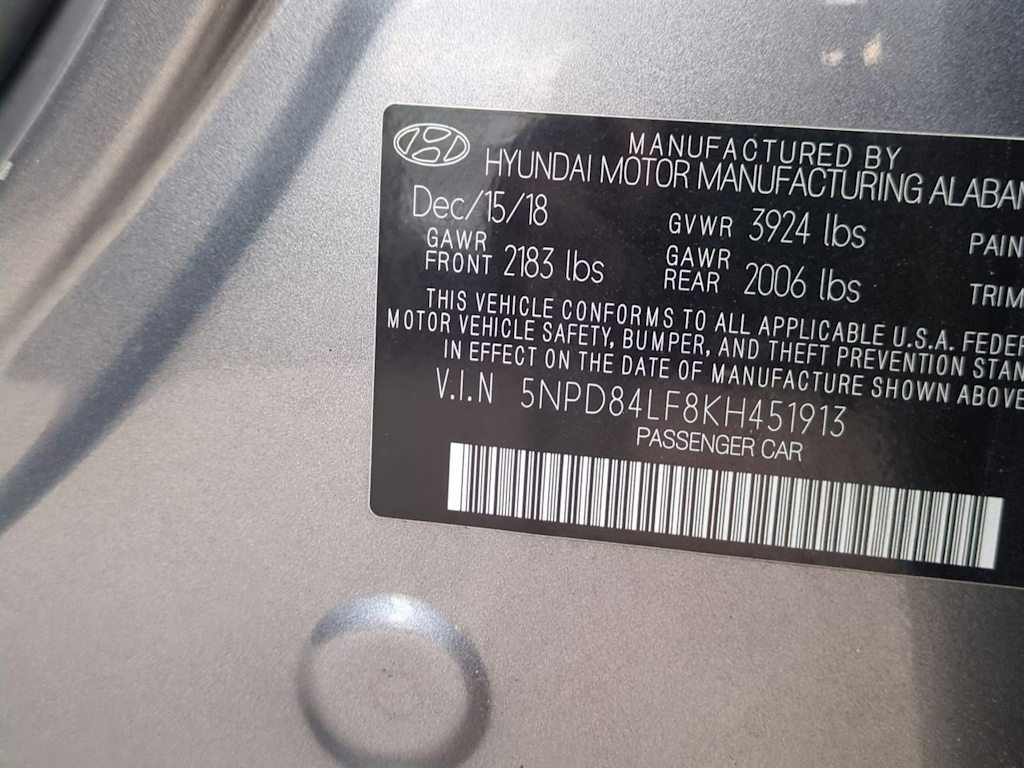 MANUFACTURED BY
HYUNDAI MOTOR MANUFACTURING ALABAM
Dec/15/18 GVWR 3924 lbs PAIN
GAWR FRONT 2183 lbs GAWR REAR 2006 lbs TRIM
THIS VEHICLE CONFORMS TO ALL APPLICABLE U.S.A. FEDER
MOTOR VEHICLE SAFETY, BUMPER, AND THEFT PREVENTION STAN
IN EFFECT ON THE DATE OF MANUFACTURE SHOWN ABOVE
V.I.N 5NPD84LF8KH451913
PASSENGER CAR